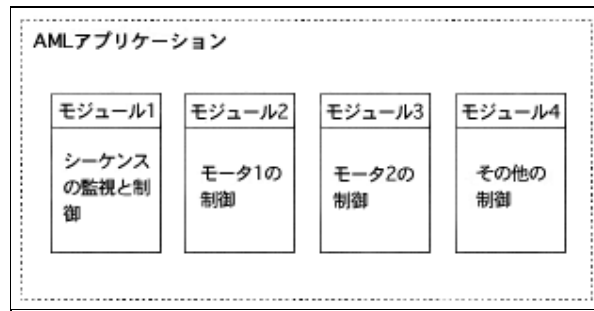 AMLアプリケーション
モジュール1
シーケンス
の監視と制
御
モジュール2
モータ1の
制御
モジュール3
モータ2の
制御
モジュール4
その他の
制御